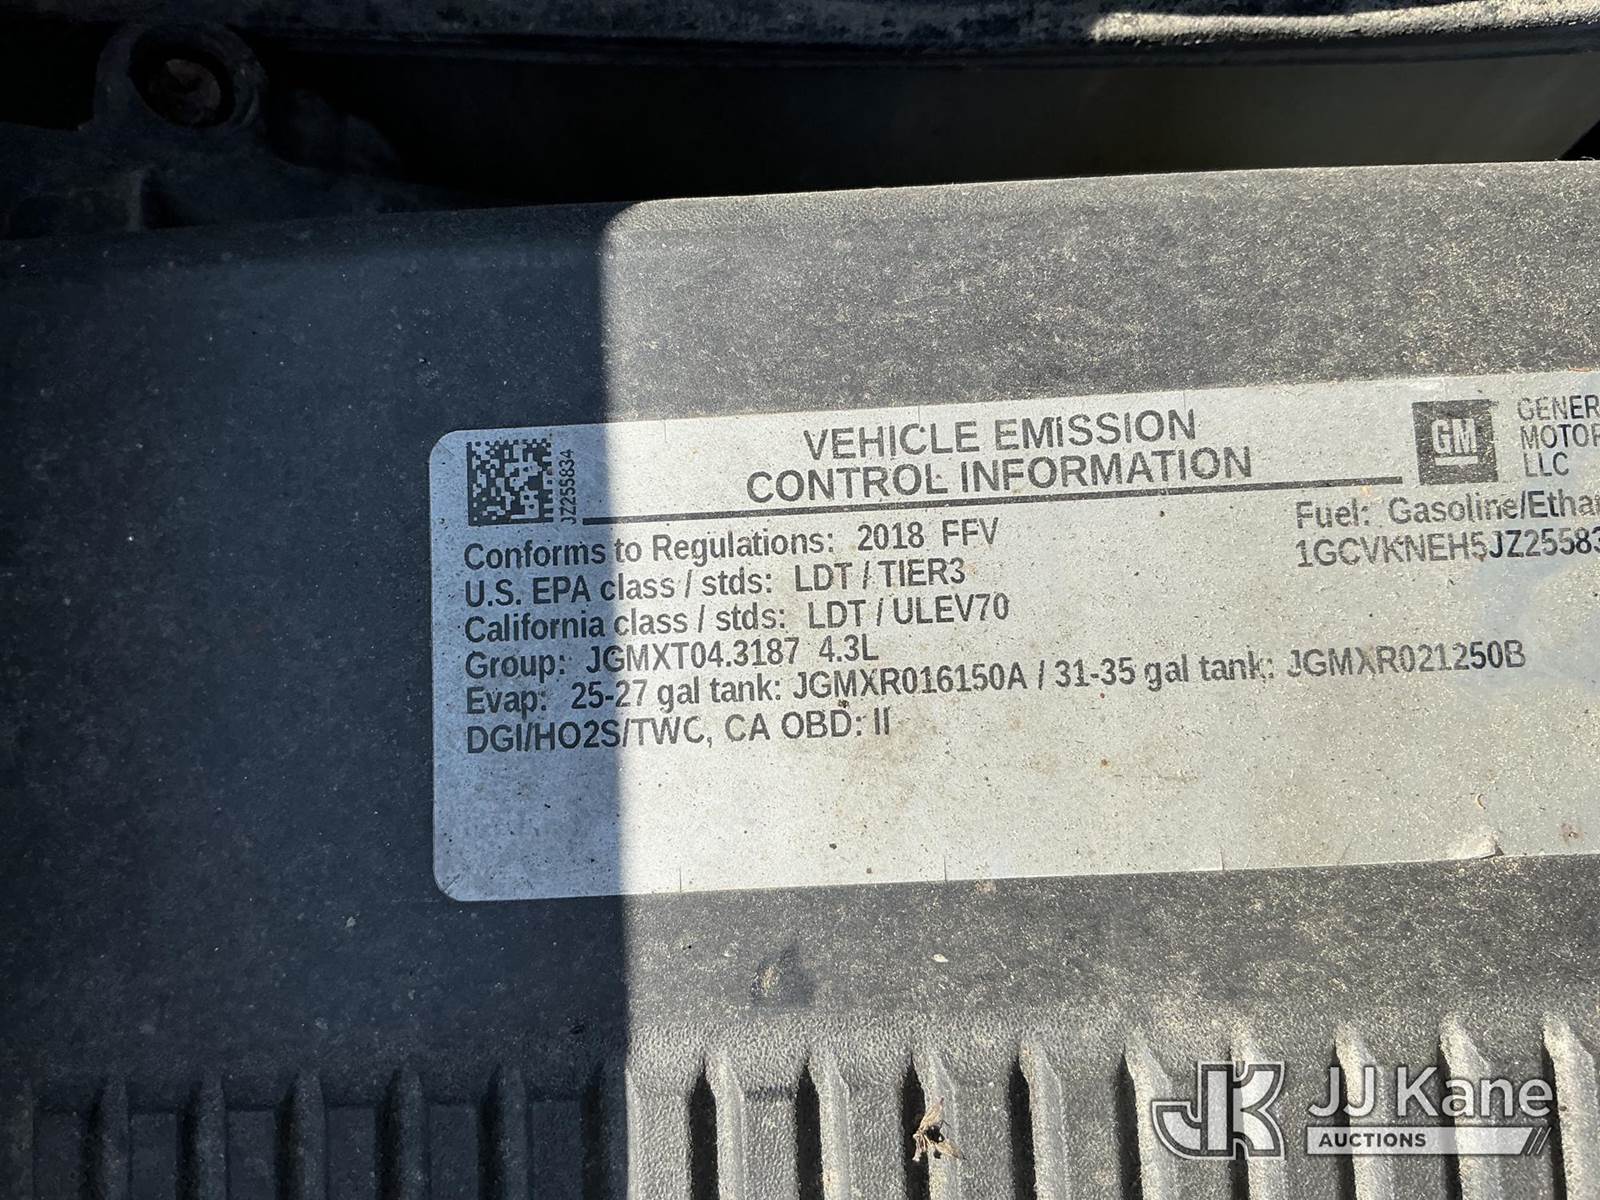 JZ255834
VEHICLE EMISSION
CONTROL INFORMATION
GM
GENER
MOTOR
LLC
Conforms to Regulations: 2018 FFV
U.S. EPA class / stds: LDT / TIER3
California class / stds: LDT / ULEV70
Group: JGMXT04.3187 4.3L
Evap: 25-27 gal tank: JGMXR016150A / 31-35 gal tank: JGMXR021250B
DGI/HO2S/TWC, CA OBD: II
Fuel: Gasoline/Ethan
1GCVKNEH5JZ25583
JK JJ Kane
AUCTIONS